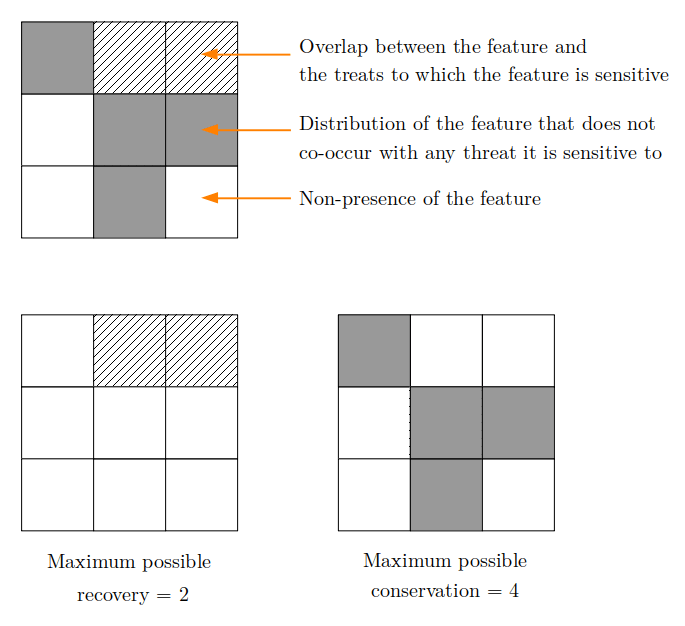 Overlap between the feature and
the treats to which the feature is sensitive
Distribution of the feature that does not
co-occur with any threat it is sensitive to
Non-presence of the feature
Maximum possible
recovery = 2
Maximum possible
conservation = 4